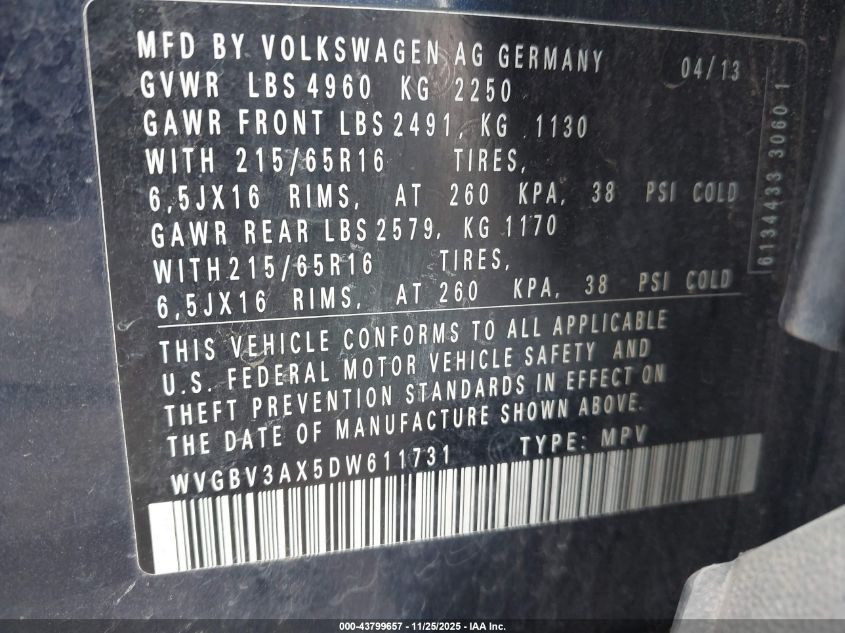 MFD BY VOLKSWAGEN AG GERMANY 04/13
GVWR LBS 4960 KG 2250
GAWR FRONT LBS 2491, KG 1130
WITH 215/65R16 TIRES,
6,5JX16 RIMS, AT 260 KPA, 38 PSI COLD
GAWR REAR LBS 2579, KG 1170
WITH 215/65R16 TIRES,
6,5JX16 RIMS, AT 260 KPA, 38 PSI COLD
THIS VEHICLE CONFORMS TO ALL APPLICABLE
U.S. FEDERAL MOTOR VEHICLE SAFETY AND
THEFT PREVENTION STANDARDS IN EFFECT ON
THE DATE OF MANUFACTURE SHOWN ABOVE.
WVGBV3AX5DW611731 TYPE: MPV
6134433 3060 1
000-43799657 - 11/25/2025 - IAA Inc.